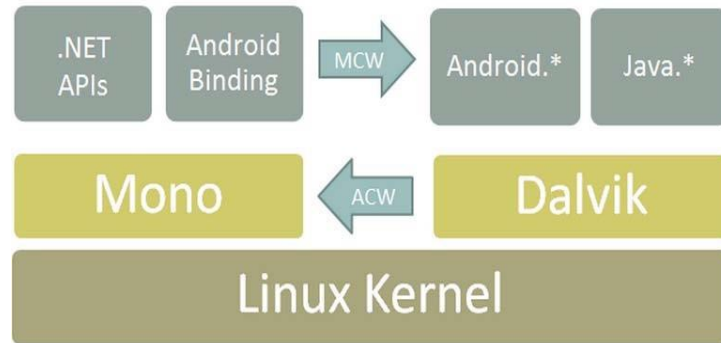 .NET
APIs
Android
Binding
MCW
Android.*
Java.*
Mono
ACW
Dalvik
Linux Kernel